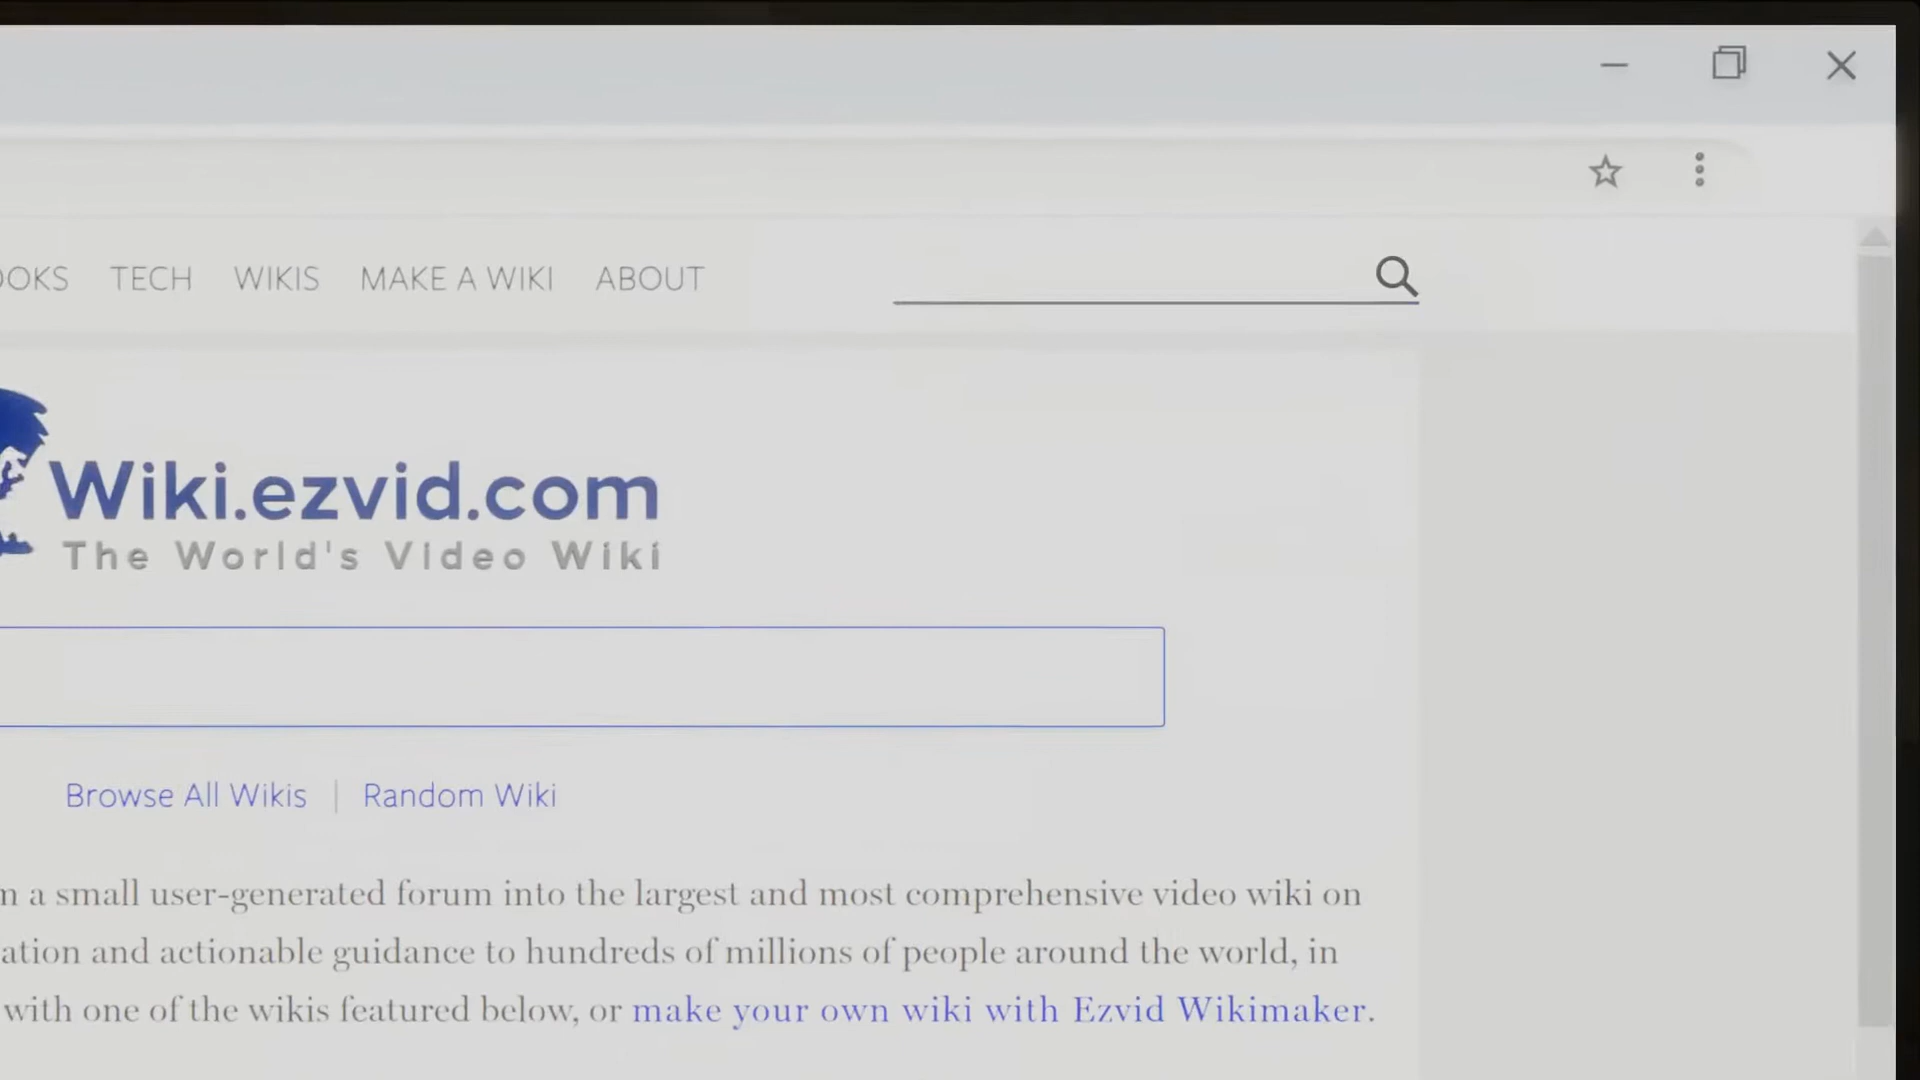 TECH WIKIS MAKE A WIKI ABOUT
Wiki.ezvid.com
The World's Video Wiki
Browse All Wikis | Random Wiki
a small user-generated forum into the largest and most comprehensive video wiki on
and actionable guidance to hundreds of millions of people around the world, in
with one of the wikis featured below, or make your own wiki with Ezvid Wikimaker.